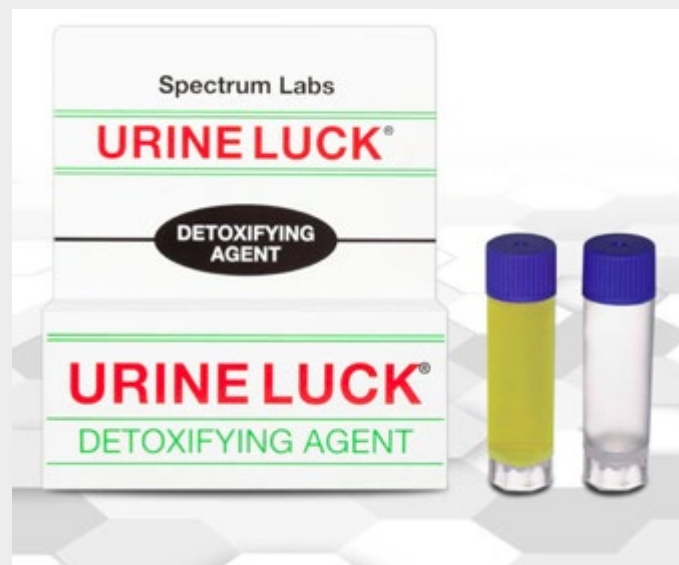 Spectrum Labs
URINE LUCK®
DETOXIFYING
AGENT
URINE LUCK®
DETOXIFYING AGENT